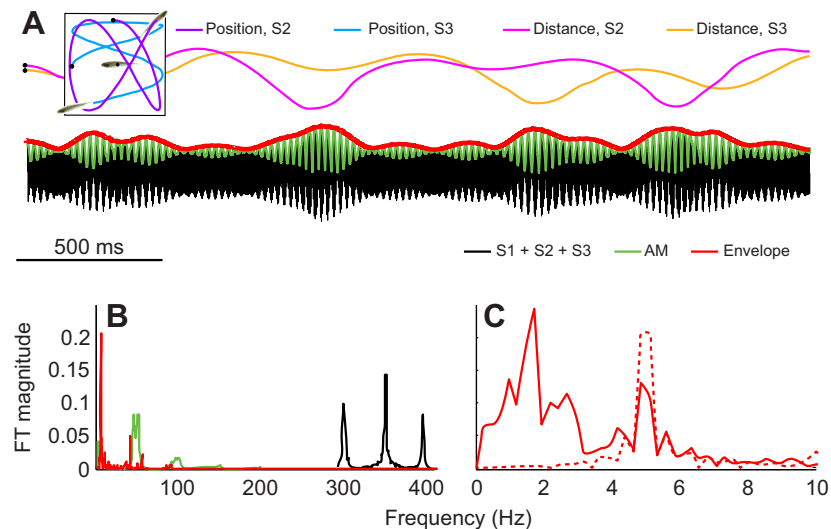 A
Position, S2 Position, S3 Distance, S2 Distance, S3
500 ms
S1 + S2 + S3 AM Envelope
B
C
FT magnitude
0.2
0.15
0.1
0.05
0
100 200 300 400
0 2 4 6 8 10
Frequency (Hz)